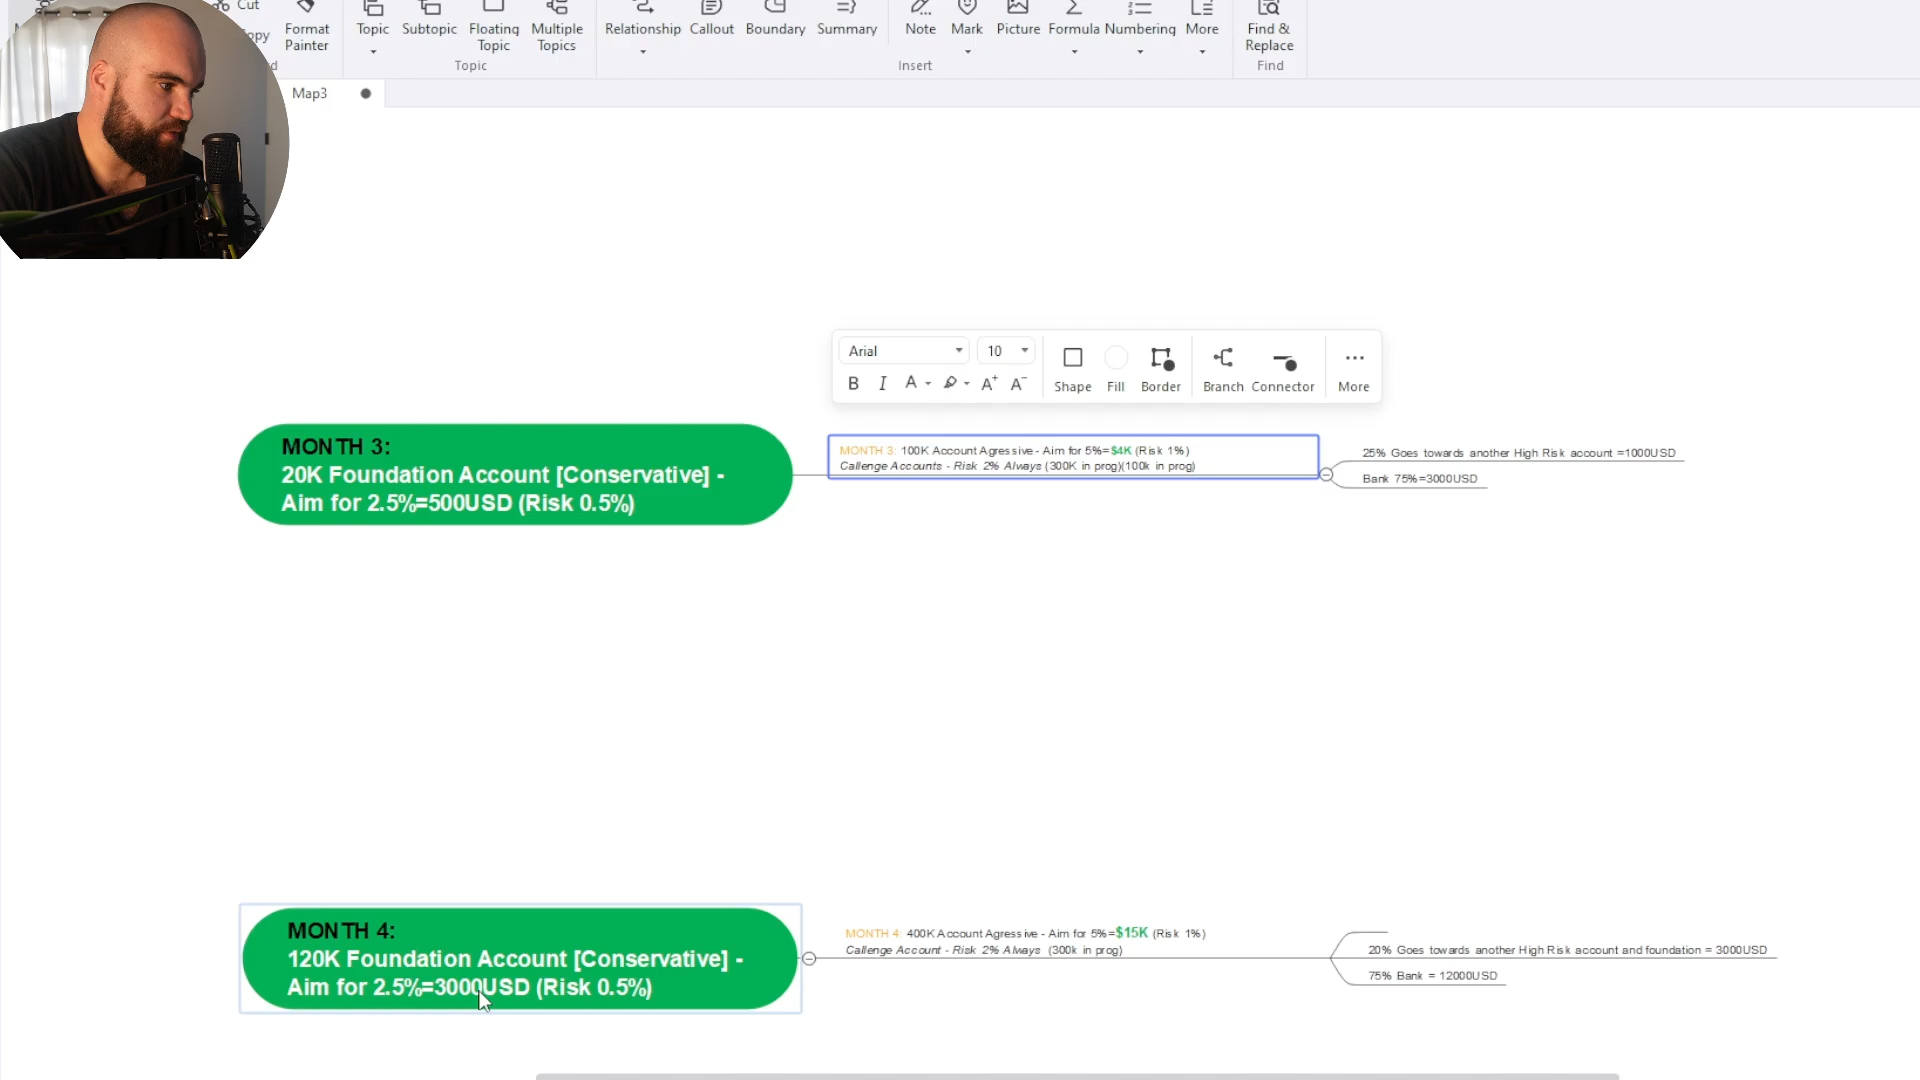 Cut
opy
Format
Painter
Topic
Subtopic
Floating
Topic
Multiple
Topics
Topic
Relationship
Callout
Boundary
Summary
Note
Mark
Picture
Formula
Numbering
More
Insert
Find &
Replace
Find
Map3
Arial
10
B I A A+ A-
Shape
Fill
Border
Branch
Connector
More
MONTH 3:
20K Foundation Account [Conservative] -
Aim for 2.5%=500USD (Risk 0.5%)
MONTH 3: 100K Account Agressive - Aim for 5%=$4K (Risk 1%)
Callenge Accounts - Risk 2% Always (300K in prog)(100k in prog)
25% Goes towards another High Risk account =1000USD
Bank 75%=3000USD
MONTH 4:
120K Foundation Account [Conservative] -
Aim for 2.5%=3000USD (Risk 0.5%)
MONTH 4: 400K Account Agressive - Aim for 5%=$15K (Risk 1%)
Callenge Account - Risk 2% Always (300k in prog)
20% Goes towards another High Risk account and foundation = 3000USD
75% Bank = 12000USD